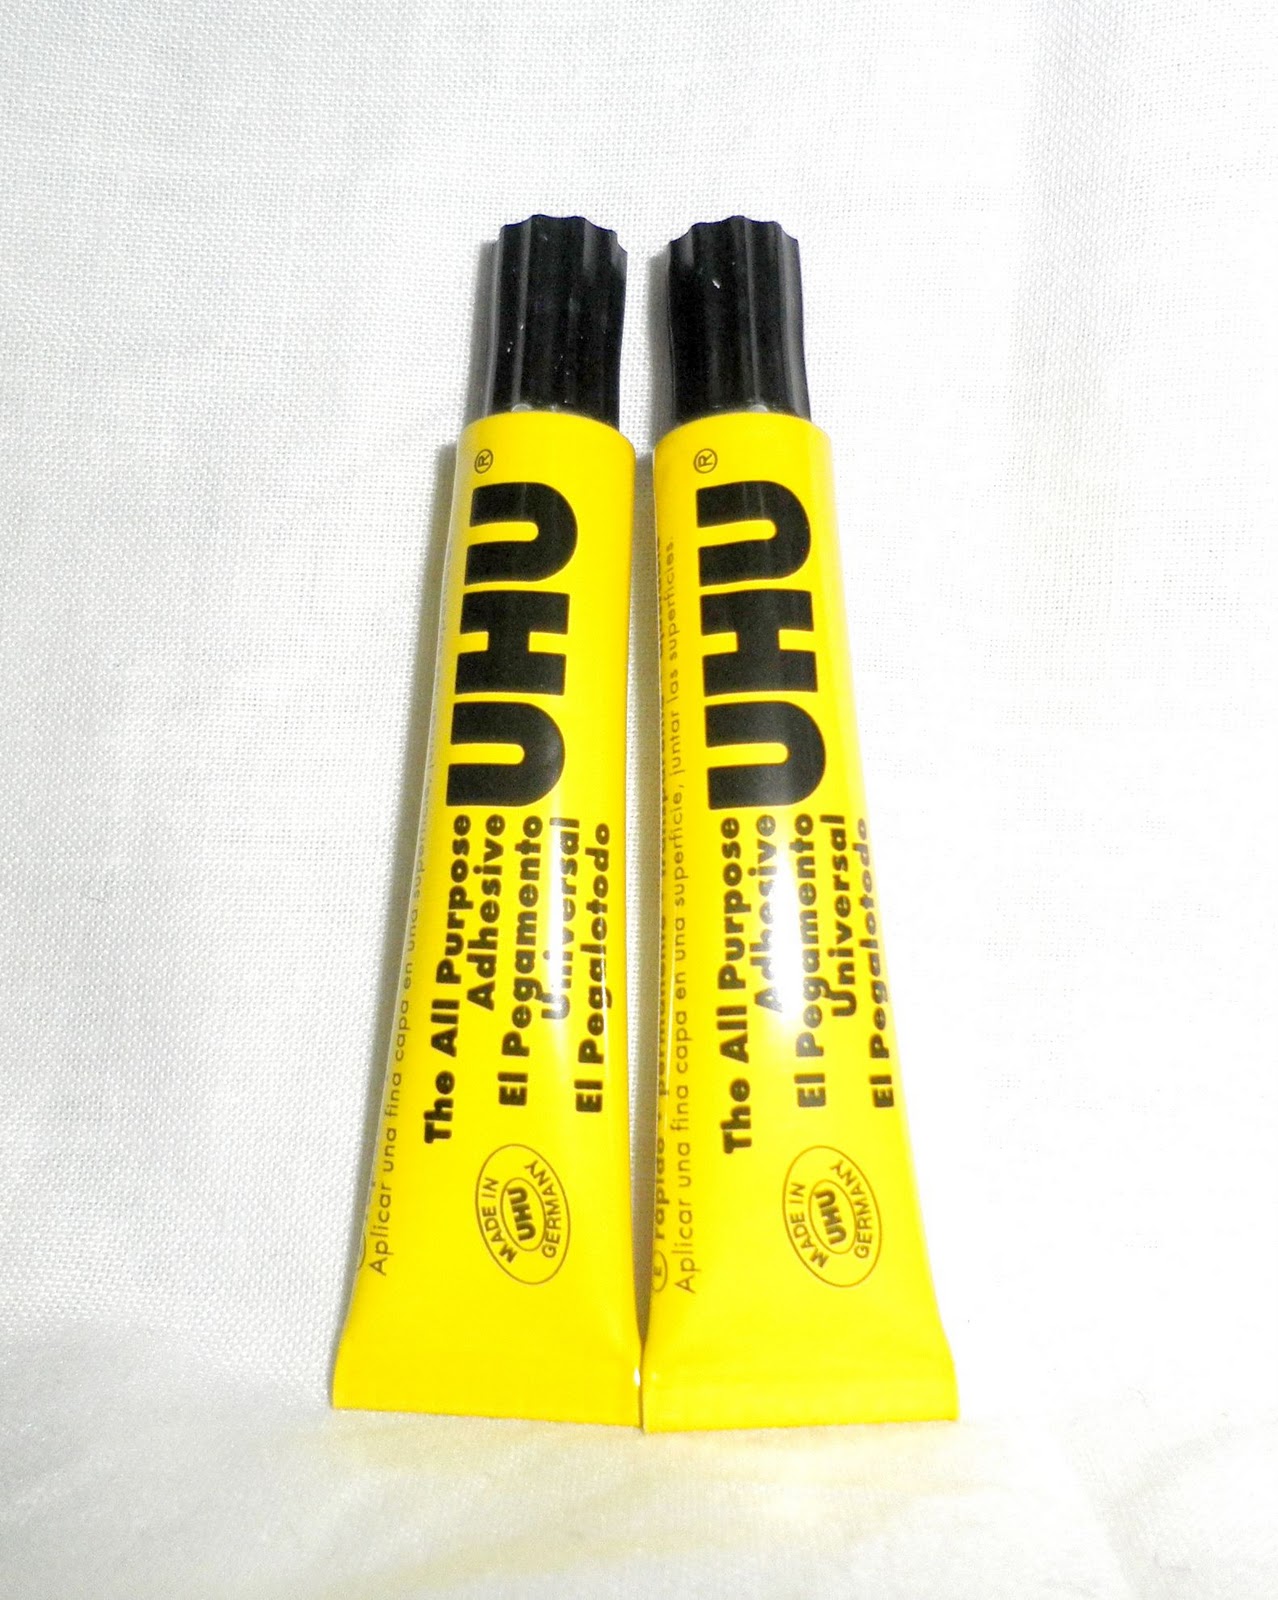 UHU®
The All Purpose
Adhesive
El Pegamento
Universal
El Pegalotodo
MADE IN
UHU
GERMANY
Aplicar una fina capa en una
UHU®
The All Purpose
Adhesive
El Pegamento
Universal
El Pegalotodo
MADE IN
UHU
GERMANY
E rápido • permanente •
Aplicar una fina capa en una superficie, juntar las superficies.